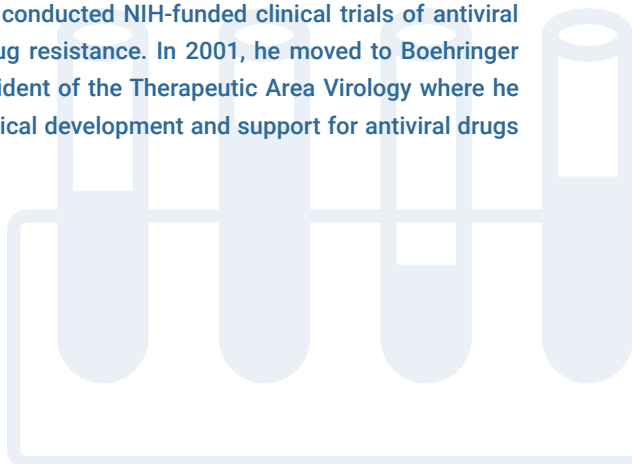 conducted NIH-funded clinical trials of antiviral
ug resistance. In 2001, he moved to Boehringer
ident of the Therapeutic Area Virology where he
ical development and support for antiviral drugs